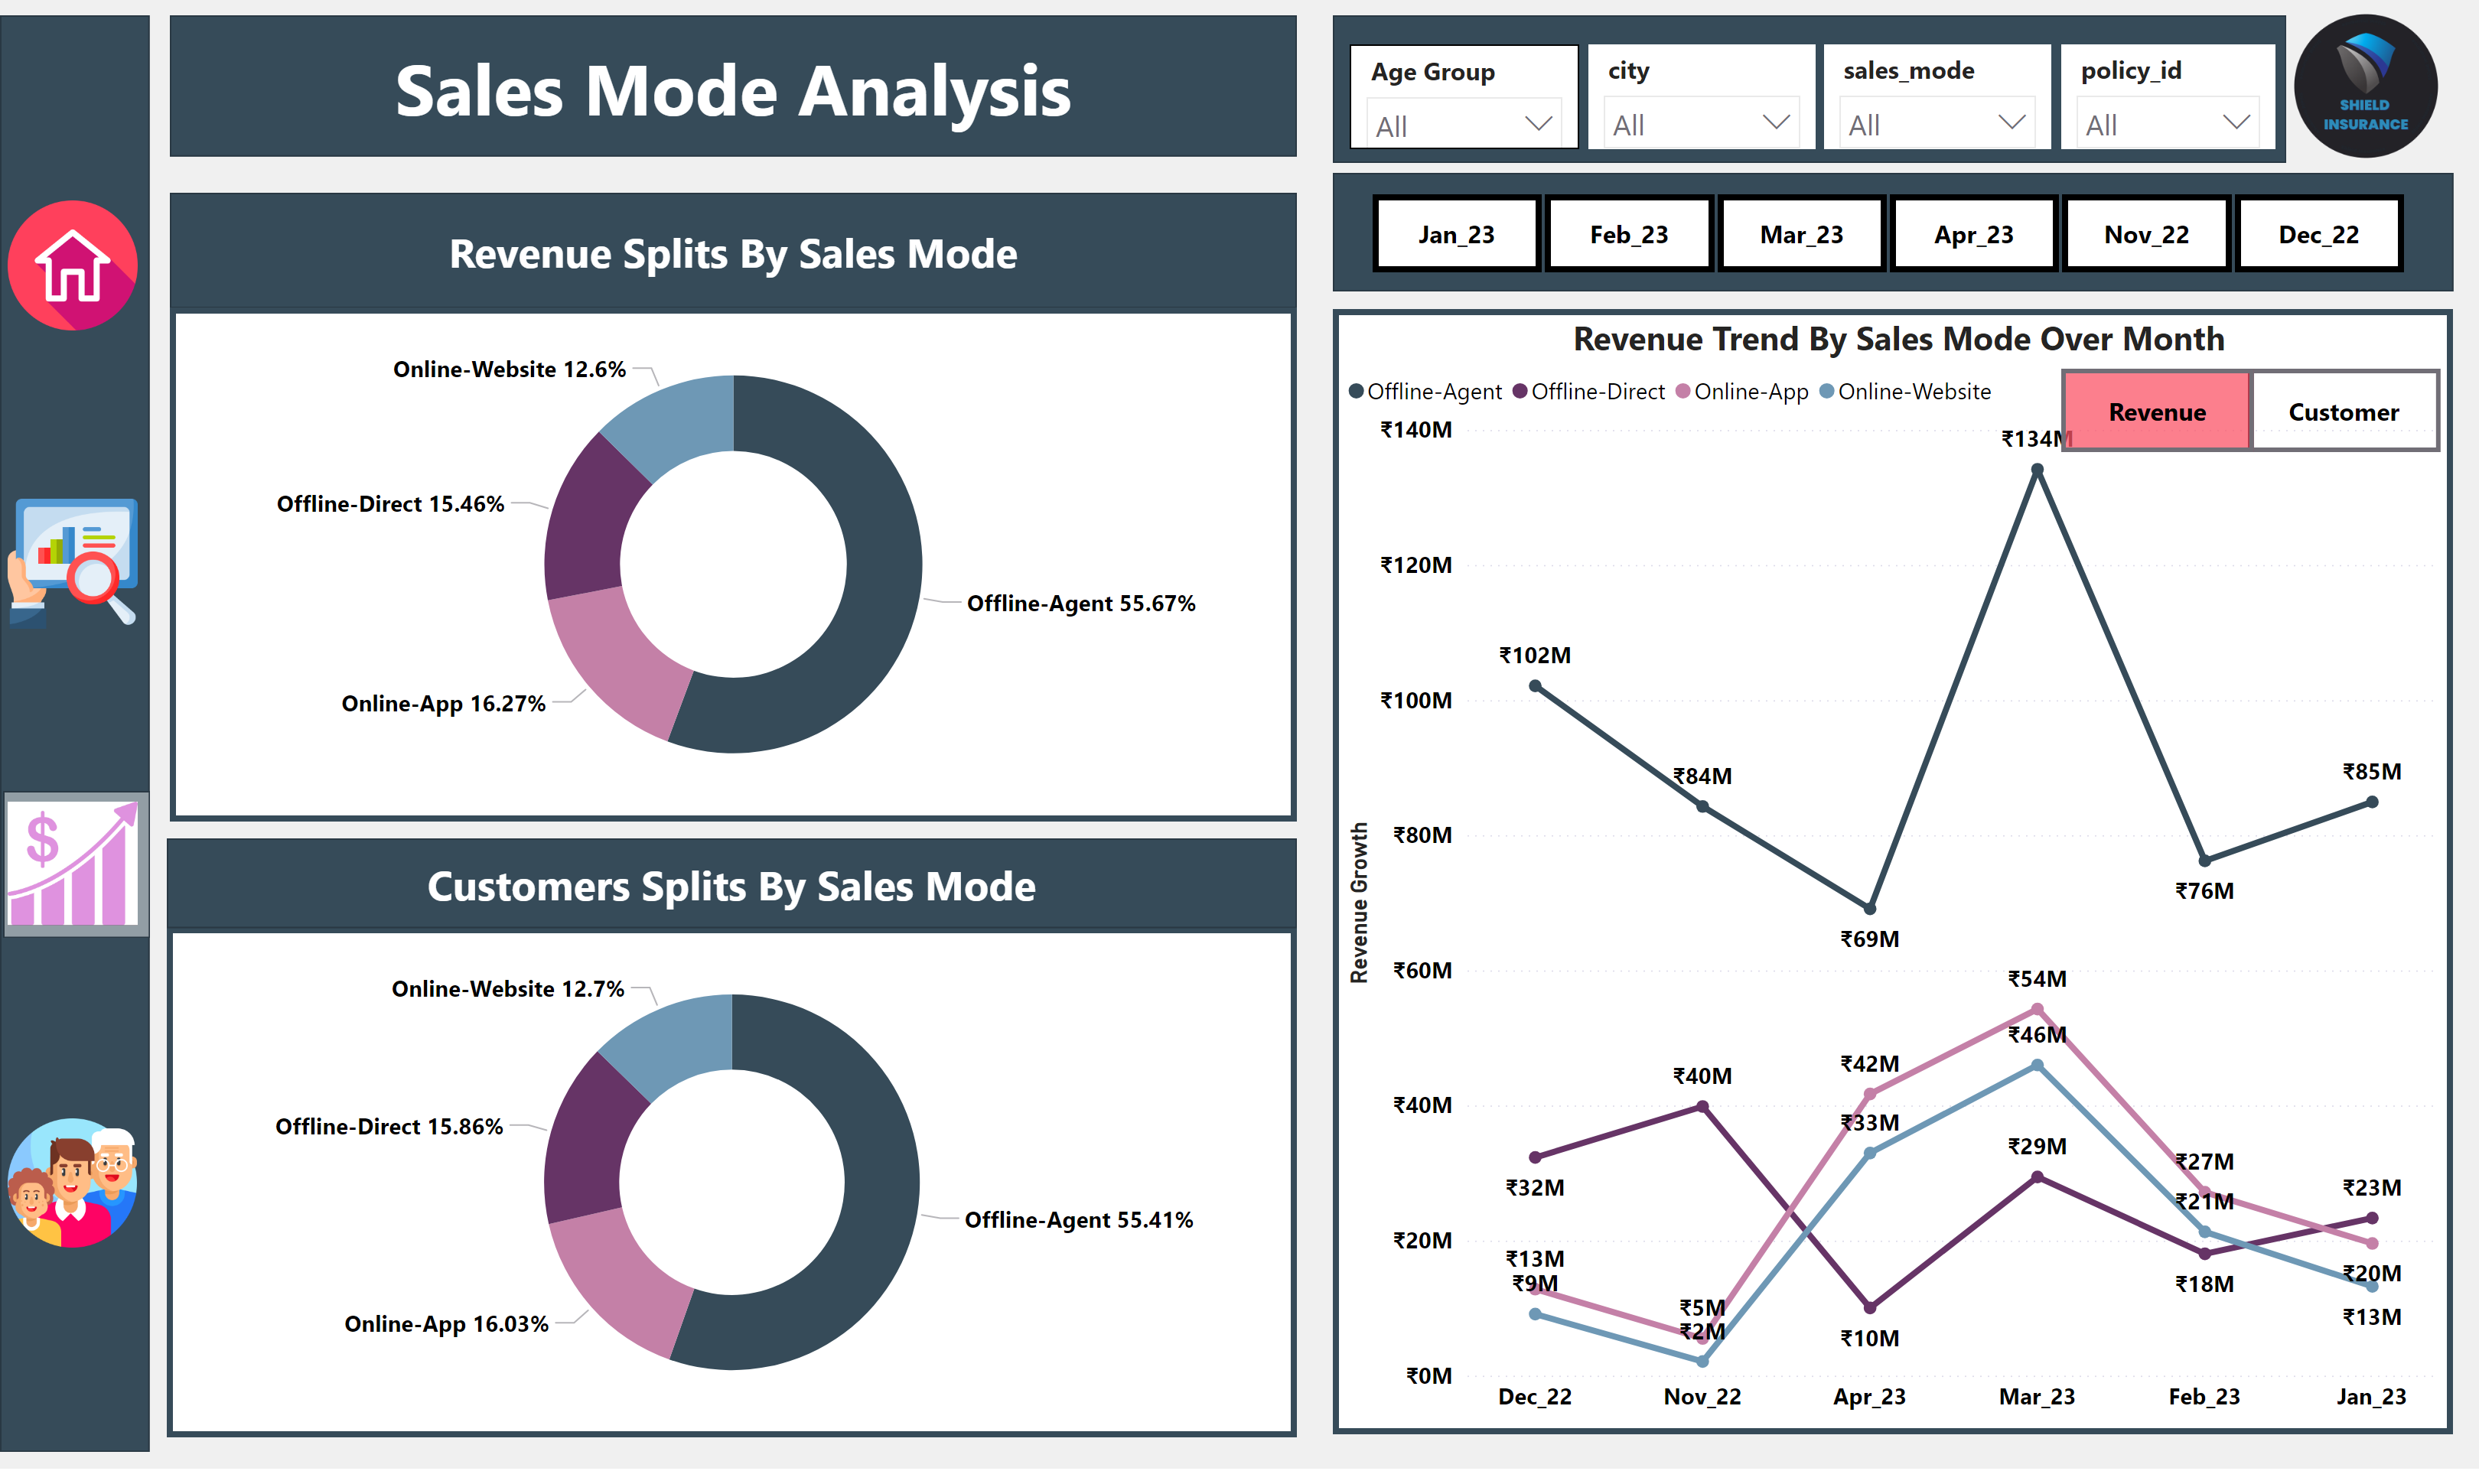 Sales Mode Analysis
Age Group
All
city
All
sales_mode
All
policy_id
All
SHIELD
INSURANCE
Jan_23
Feb_23
Mar_23
Apr_23
Nov_22
Dec_22
Revenue Splits By Sales Mode
Online-Website 12.6%
Offline-Direct 15.46%
Offline-Agent 55.67%
Online-App 16.27%
Customers Splits By Sales Mode
Online-Website 12.7%
Offline-Direct 15.86%
Offline-Agent 55.41%
Online-App 16.03%
$
Revenue Trend By Sales Mode Over Month
Offline-Agent Offline-Direct Online-App Online-Website
Revenue
Customer
Revenue Growth
₹140M
₹120M
₹100M
₹80M
₹60M
₹40M
₹20M
₹0M
₹134M
₹102M
₹84M
₹85M
₹76M
₹69M
₹54M
₹46M
₹42M
₹40M
₹33M
₹29M
₹27M
₹21M
₹32M
₹23M
₹13M
₹9M
₹20M
₹18M
₹5M
₹2M
₹13M
₹10M
Dec_22 Nov_22 Apr_23 Mar_23 Feb_23 Jan_23